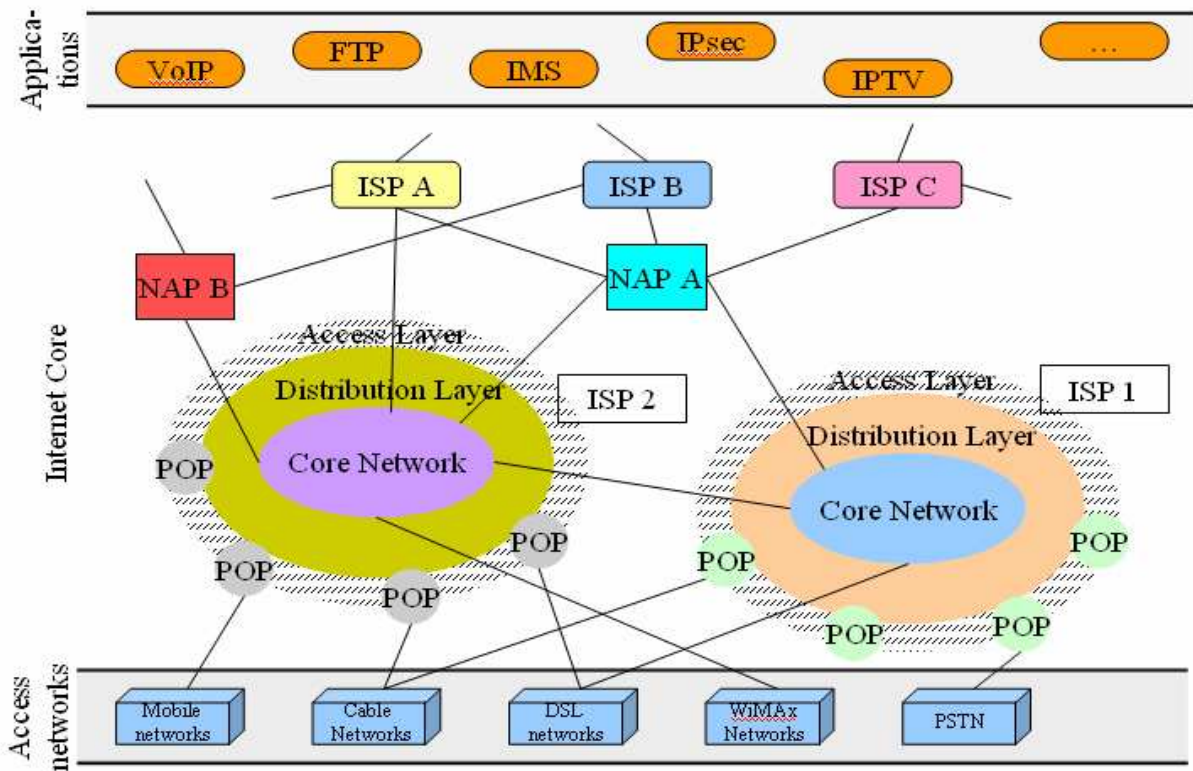 Applica-
tions
VoIP
FTP
IMS
IPsec
IPTV
...
Internet Core
ISP A
ISP B
ISP C
NAP B
NAP A
Access Layer
Distribution Layer
Core Network
ISP 2
Access Layer
Distribution Layer
Core Network
ISP 1
POP
POP
POP
POP
POP
POP
POP
POP
Access
networks
Mobile
networks
Cable
Networks
DSL
networks
WiMAx
Networks
PSTN